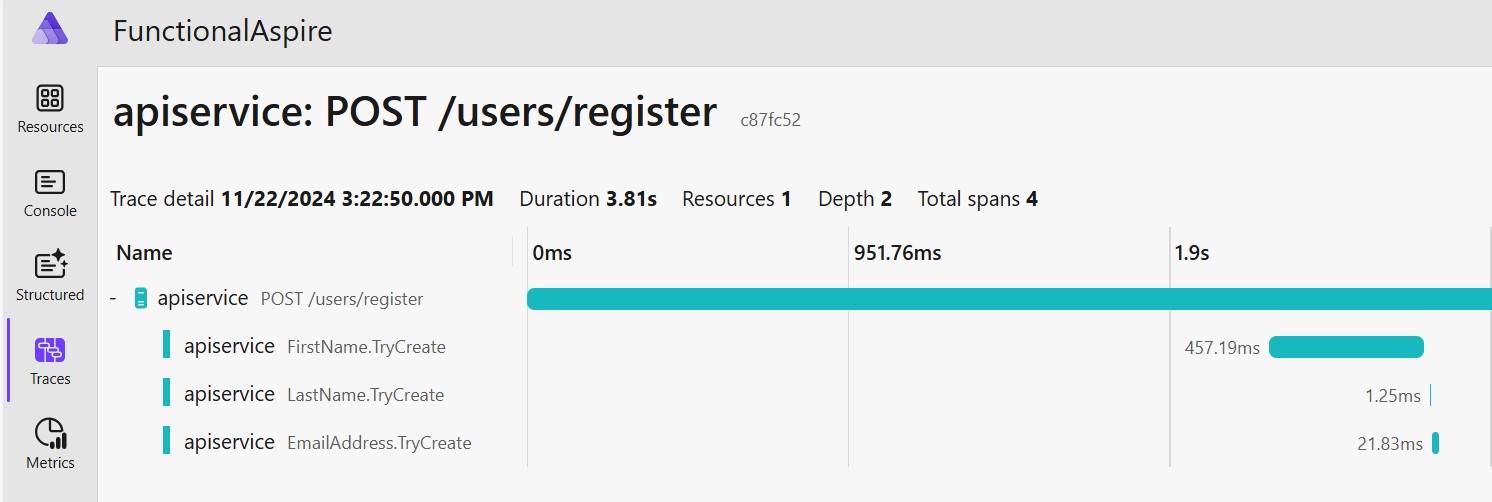 FunctionalAspire
Resources
Console
Structured
Traces
Metrics
apiservice: POST /users/register c87fc52
Trace detail 11/22/2024 3:22:50.000 PM Duration 3.81s Resources 1 Depth 2 Total spans 4
Name 0ms 951.76ms 1.9s
- apiservice POST /users/register
apiservice FirstName.TryCreate 457.19ms
apiservice LastName.TryCreate 1.25ms
apiservice EmailAddress.TryCreate 21.83ms